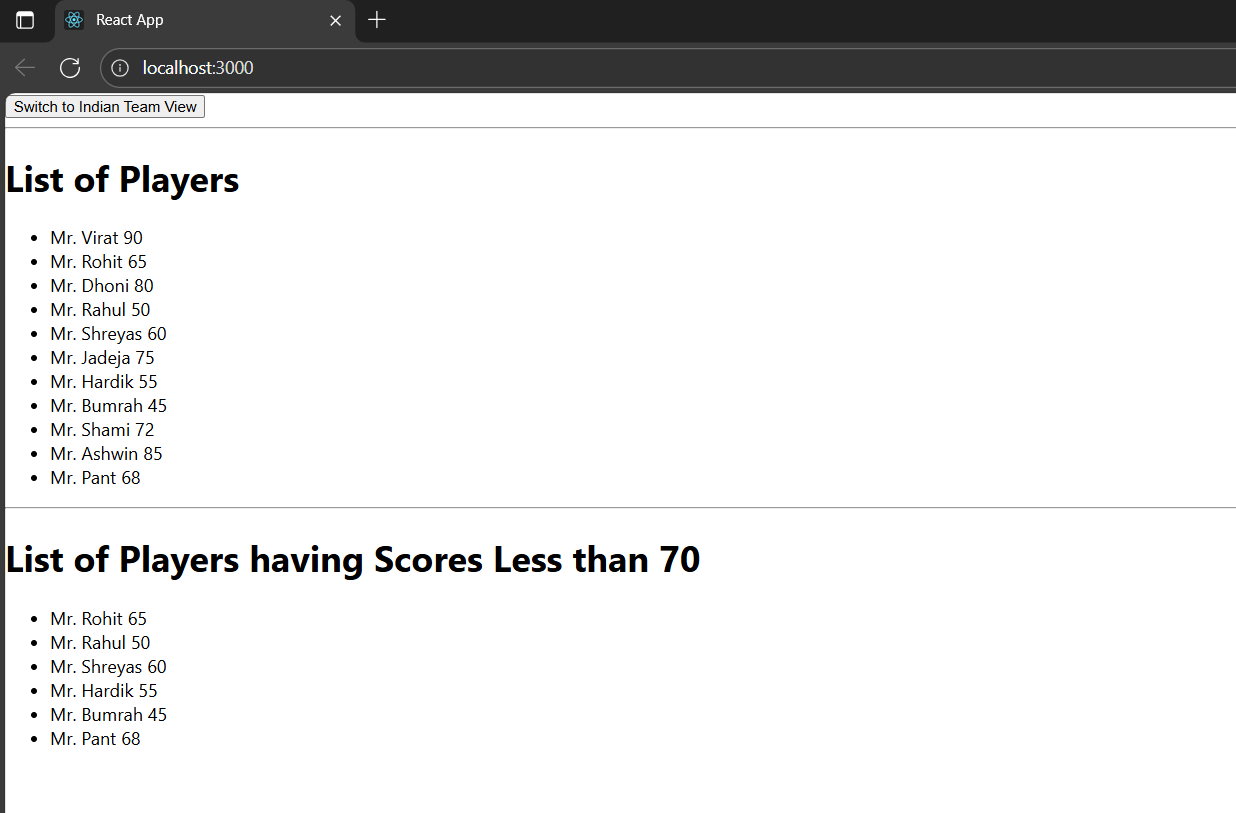 React App
localhost:3000
Switch to Indian Team View
List of Players
Mr. Virat 90
Mr. Rohit 65
Mr. Dhoni 80
Mr. Rahul 50
Mr. Shreyas 60
Mr. Jadeja 75
Mr. Hardik 55
Mr. Bumrah 45
Mr. Shami 72
Mr. Ashwin 85
Mr. Pant 68
List of Players having Scores Less than 70
Mr. Rohit 65
Mr. Rahul 50
Mr. Shreyas 60
Mr. Hardik 55
Mr. Bumrah 45
Mr. Pant 68